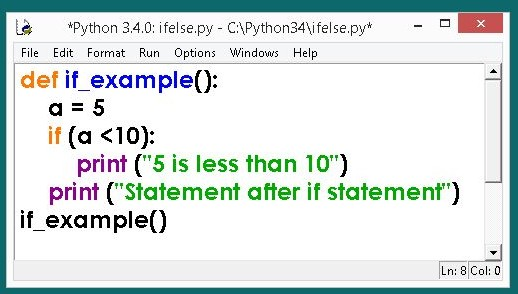 *Python 3.4.0: ifelse.py - C:\Python34\ifelse.py*
File Edit Format Run Options Windows Help
def if_example():
    a = 5
    if (a <10):
        print ("5 is less than 10")
    print ("Statement after if statement")
if_example()
Ln: 8 Col: 0